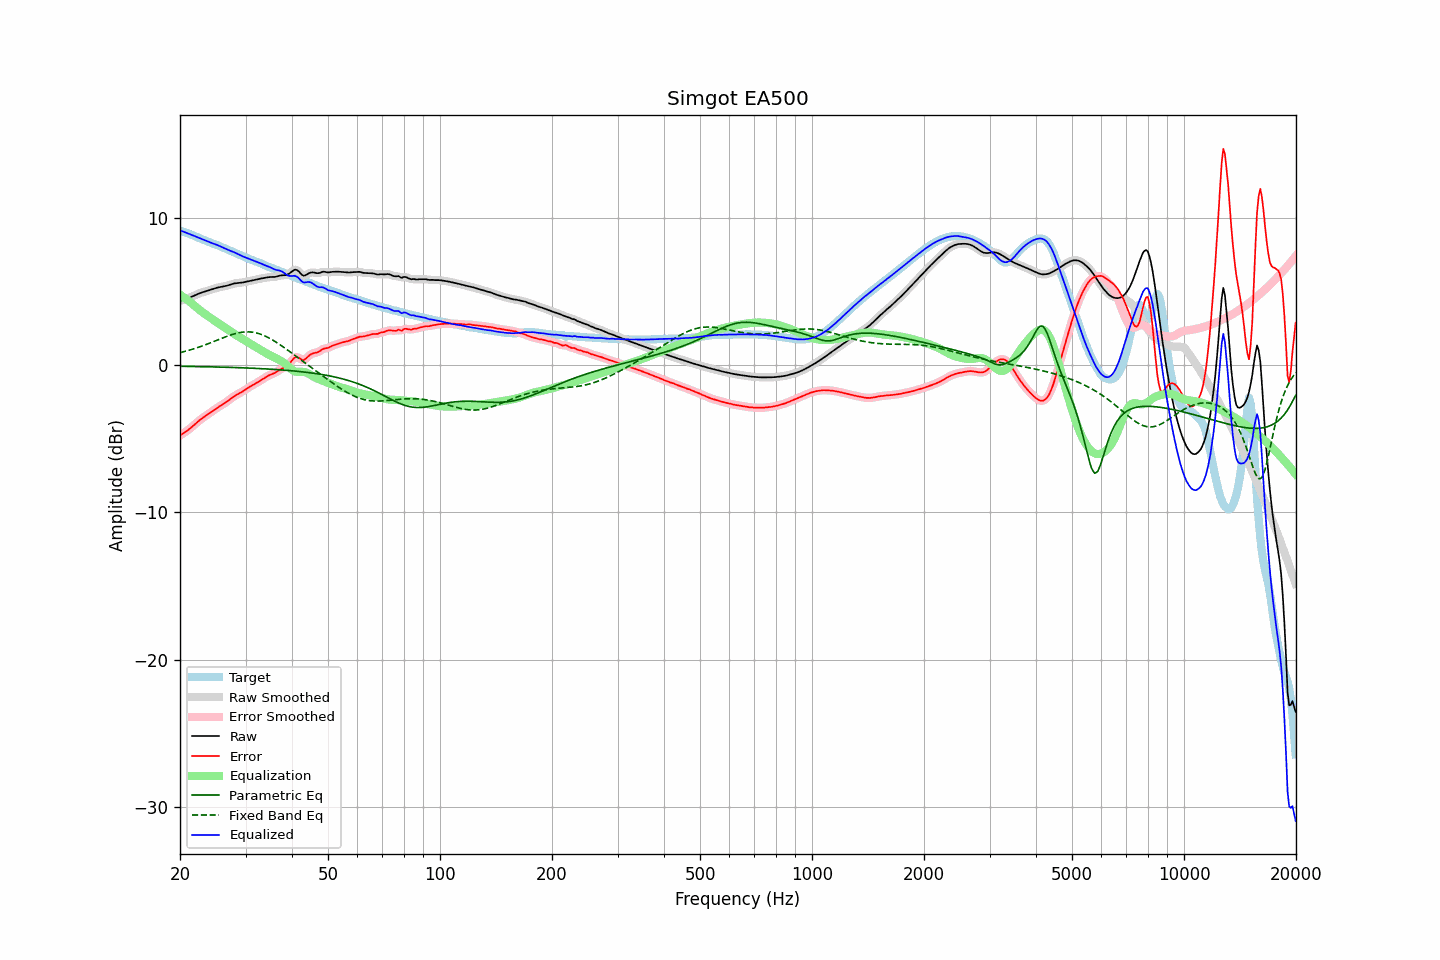 Simgot EA500
Amplitude (dBr)
10
0
−10
−20
−30
Target
Raw Smoothed
Error Smoothed
Raw
Error
Equalization
Parametric Eq
Fixed Band Eq
Equalized
20 50 100 200 500 1000 2000 5000 10000 20000
Frequency (Hz)